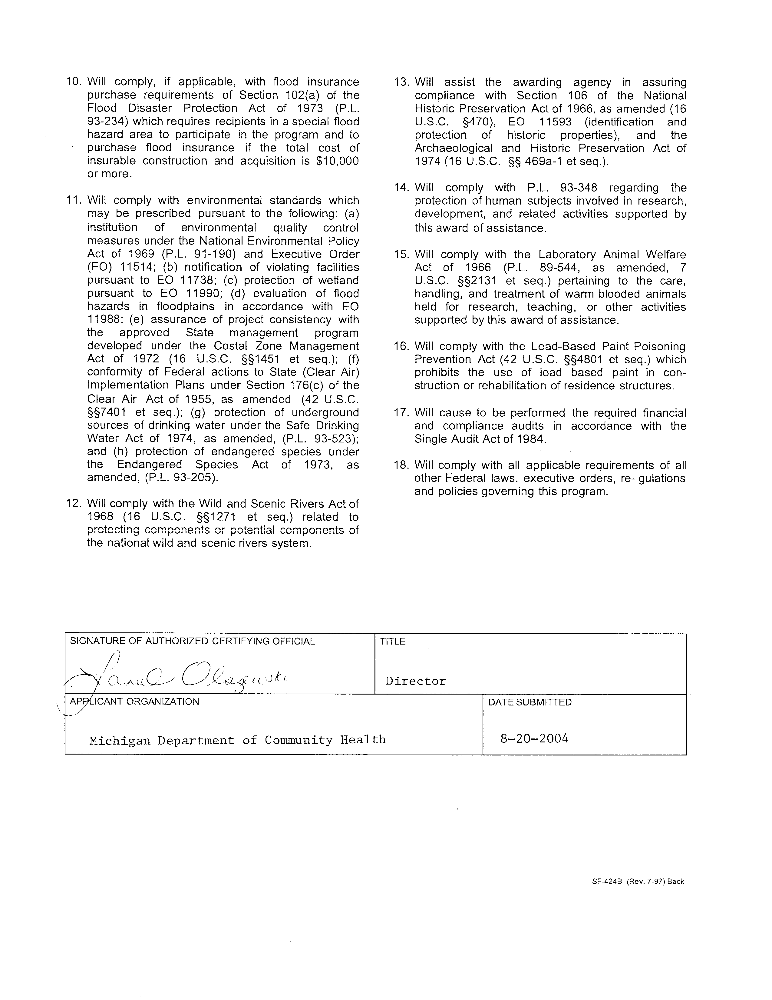 10. Will comply, if applicable, with flood insurance
purchase requirements of Section 102(a) of the
Flood Disaster Protection Act of 1973 (P.L.
93-234) which requires recipients in a special flood
hazard area to participate in the program and to
purchase flood insurance if the total cost of
insurable construction and acquisition is $10,000
or more.
11. Will comply with environmental standards which
may be prescribed pursuant to the following: (a)
institution of environmental quality control
measures under the National Environmental Policy
Act of 1969 (P.L. 91-190) and Executive Order
(EO) 11514; (b) notification of violating facilities
pursuant to EO 11738; (c) protection of wetland
pursuant to EO 11990; (d) evaluation of flood
hazards in floodplains in accordance with EO
11988; (e) assurance of project consistency with
the approved State management program
developed under the Costal Zone Management
Act of 1972 (16 U.S.C. §§1451 et seq.); (f)
conformity of Federal actions to State (Clear Air)
Implementation Plans under Section 176(c) of the
Clear Air Act of 1955, as amended (42 U.S.C.
§§7401 et seq.); (g) protection of underground
sources of drinking water under the Safe Drinking
Water Act of 1974, as amended, (P.L. 93-523);
and (h) protection of endangered species under
the Endangered Species Act of 1973, as
amended, (P.L. 93-205).
12. Will comply with the Wild and Scenic Rivers Act of
1968 (16 U.S.C. §§1271 et seq.) related to
protecting components or potential components of
the national wild and scenic rivers system.
13. Will assist the awarding agency in assuring
compliance with Section 106 of the National
Historic Preservation Act of 1966, as amended (16
U.S.C. §470), EO 11593 (identification and
protection of historic properties), and the
Archaeological and Historic Preservation Act of
1974 (16 U.S.C. §§ 469a-1 et seq.).
14. Will comply with P.L. 93-348 regarding the
protection of human subjects involved in research,
development, and related activities supported by
this award of assistance.
15. Will comply with the Laboratory Animal Welfare
Act of 1966 (P.L. 89-544, as amended, 7
U.S.C. §§2131 et seq.) pertaining to the care,
handling, and treatment of warm blooded animals
held for research, teaching, or other activities
supported by this award of assistance.
16. Will comply with the Lead-Based Paint Poisoning
Prevention Act (42 U.S.C. §§4801 et seq.) which
prohibits the use of lead based paint in con-
struction or rehabilitation of residence structures.
17. Will cause to be performed the required financial
and compliance audits in accordance with the
Single Audit Act of 1984.
18. Will comply with all applicable requirements of all
other Federal laws, executive orders, re- gulations
and policies governing this program.
SIGNATURE OF AUTHORIZED CERTIFYING OFFICIAL
Olszewski
TITLE
Director
APPLICANT ORGANIZATION
Michigan Department of Community Health
DATE SUBMITTED
8-20-2004
SF-424B (Rev. 7-97) Back